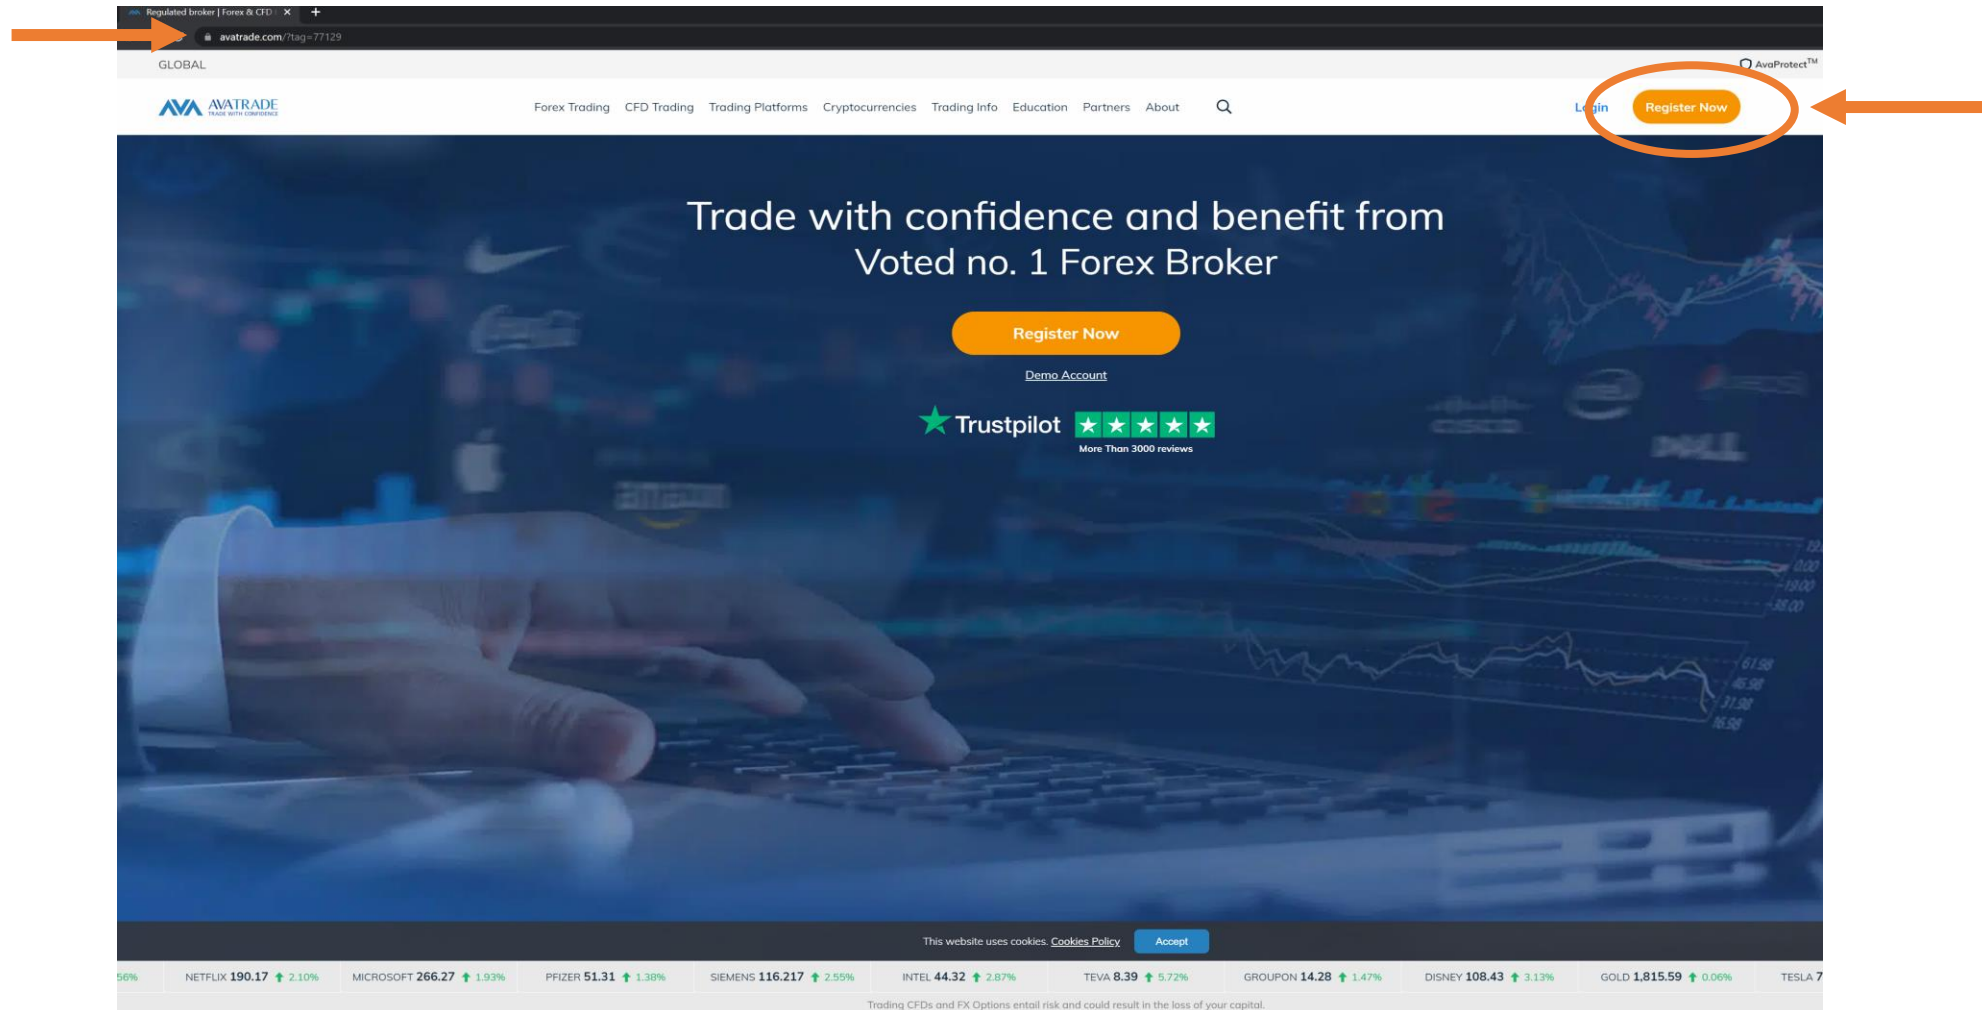 Regulated broker | Forex & CFD
avatrade.com/?tag=77129
GLOBAL
AvaProtect™
AVATRADE
TRADE WITH CONFIDENCE
Forex Trading CFD Trading Trading Platforms Cryptocurrencies Trading Info Education Partners About
Login Register Now
Trade with confidence and benefit from
Voted no. 1 Forex Broker
Register Now
Demo Account
Trustpilot
More Than 3000 reviews
This website uses cookies. Cookies Policy Accept
56% NETFLIX 190.17 2.10% MICROSOFT 266.27 1.93% PFIZER 51.31 1.38% SIEMENS 116.217 2.55% INTEL 44.32 2.87% TEVA 8.39 5.72% GROUPON 14.28 1.47% DISNEY 108.43 3.13% GOLD 1,815.59 0.06% TESLA 7
Trading CFDs and FX Options entail risk and could result in the loss of your capital.